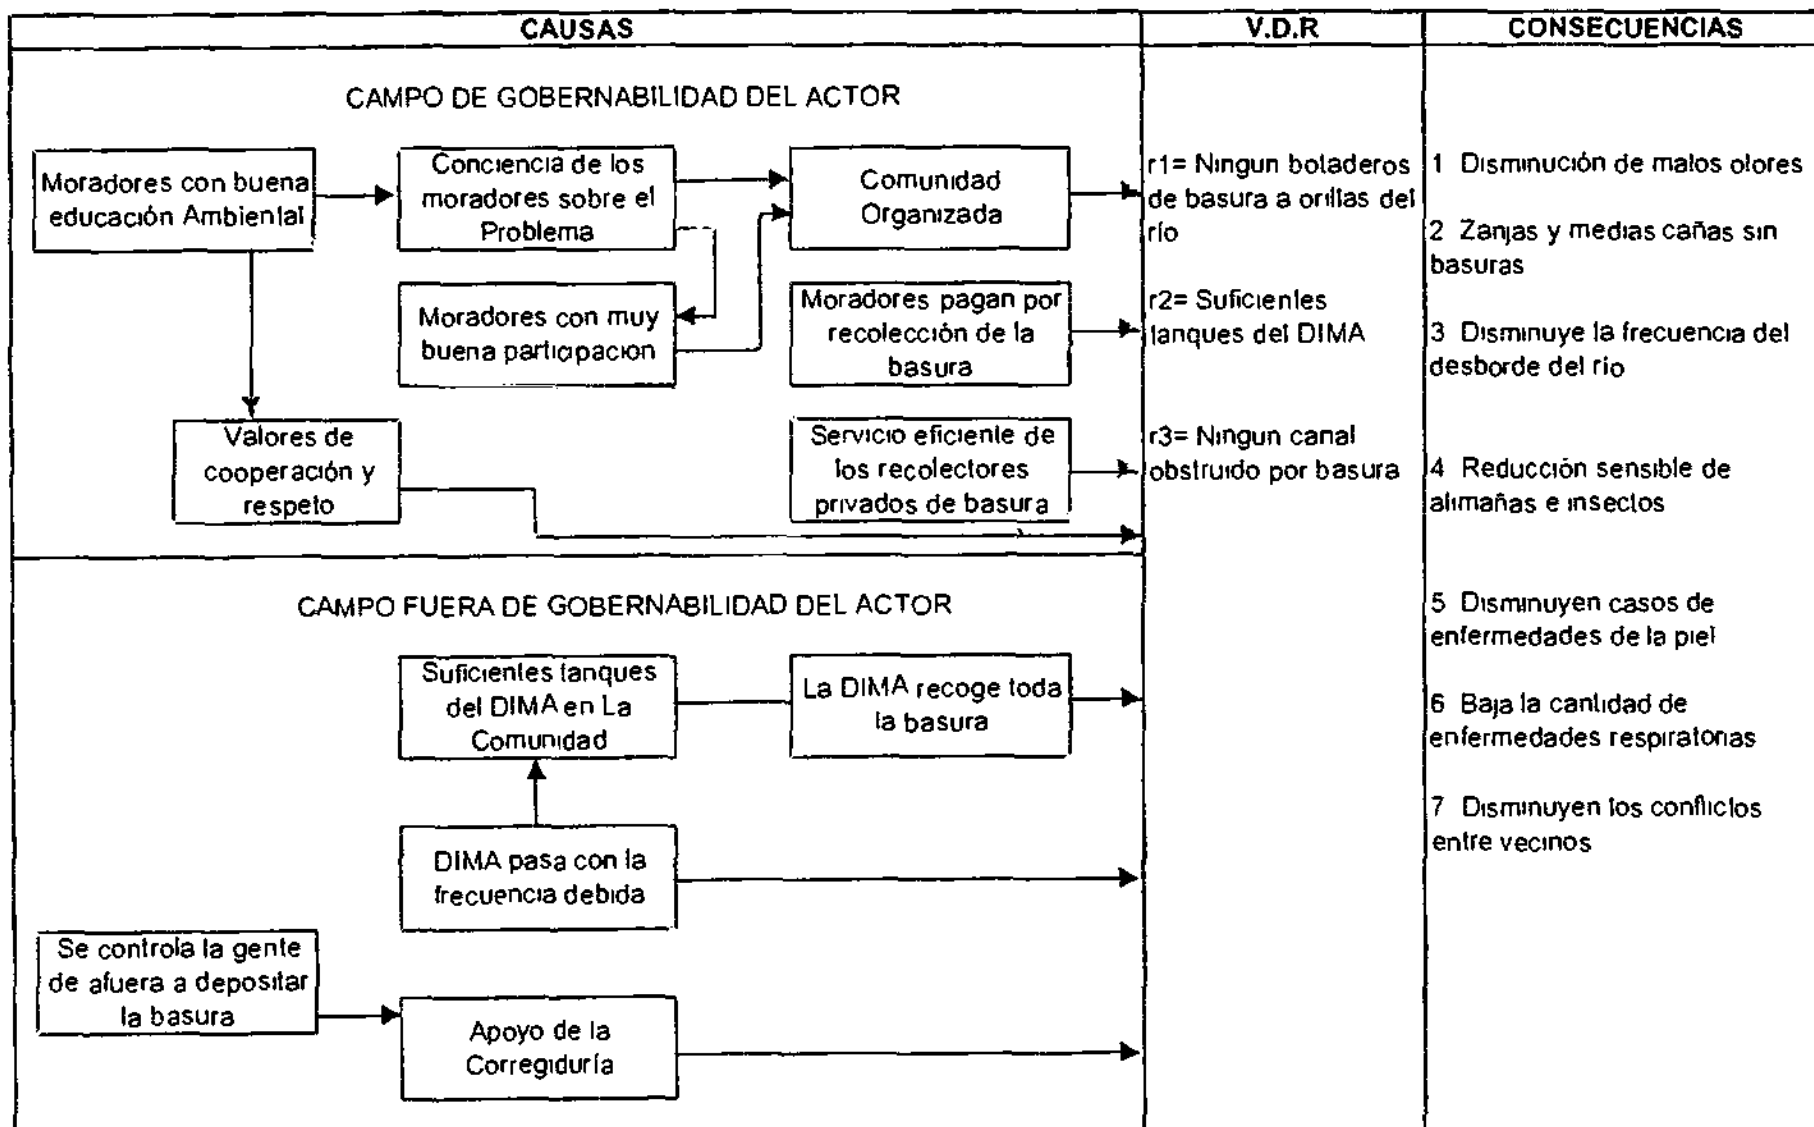 CAUSAS
V.D.R
CONSECUENCIAS
CAMPO DE GOBERNABILIDAD DEL ACTOR
Moradores con buena
educación Ambiental
Conciencia de los
moradores sobre el
Problema
Comunidad
Organizada
Moradores con muy
buena participacion
Moradores pagan por
recolección de la
basura
Valores de
cooperación y
respeto
Servicio eficiente de
los recolectores
privados de basura
CAMPO FUERA DE GOBERNABILIDAD DEL ACTOR
Suficientes tanques
del DIMA en La
Comunidad
La DIMA recoge toda
la basura
DIMA pasa con la
frecuencia debida
Se controla la gente
de afuera a depositar
la basura
Apoyo de la
Corregiduría
r1= Ningun boladeros
de basura a orillas del
río
r2= Suficientes
tanques del DIMA
r3= Ningun canal
obstruido por basura
1 Disminución de malos olores
2 Zanjas y medias cañas sin
basuras
3 Disminuye la frecuencia del
desborde del río
4 Reducción sensible de
alimañas e insectos
5 Disminuyen casos de
enfermedades de la piel
6 Baja la cantidad de
enfermedades respiratorias
7 Disminuyen los conflictos
entre vecinos